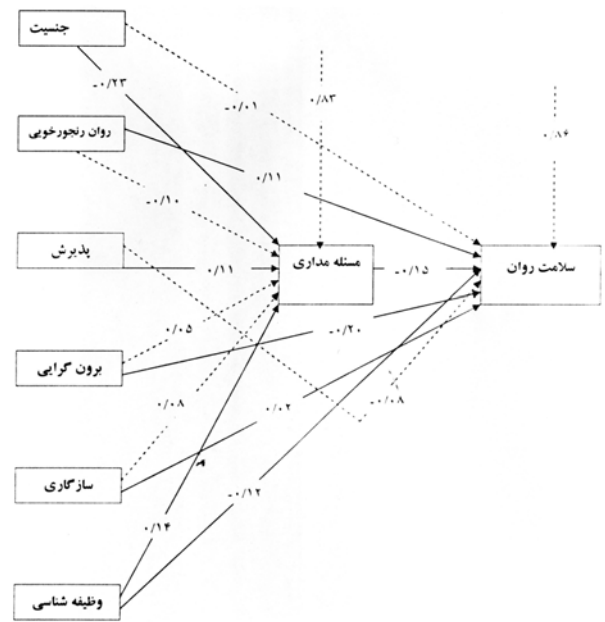 جنسیت
-۰/۲۳
-۰/۰۱
۰/۸۳
۰/۸۶
روان رنجورخویی
۰/۱۱
-۰/۱۰
پذیرش
۰/۱۱
مسئله مداری
-۰/۱۵
سلامت روان
۰/۰۵
-۰/۲۰
برون گرایی
۰/۰۸
۰/۰۲
-۰/۰۸
سازگاری
-۰/۱۲
۰/۱۴
وظیفه شناسی